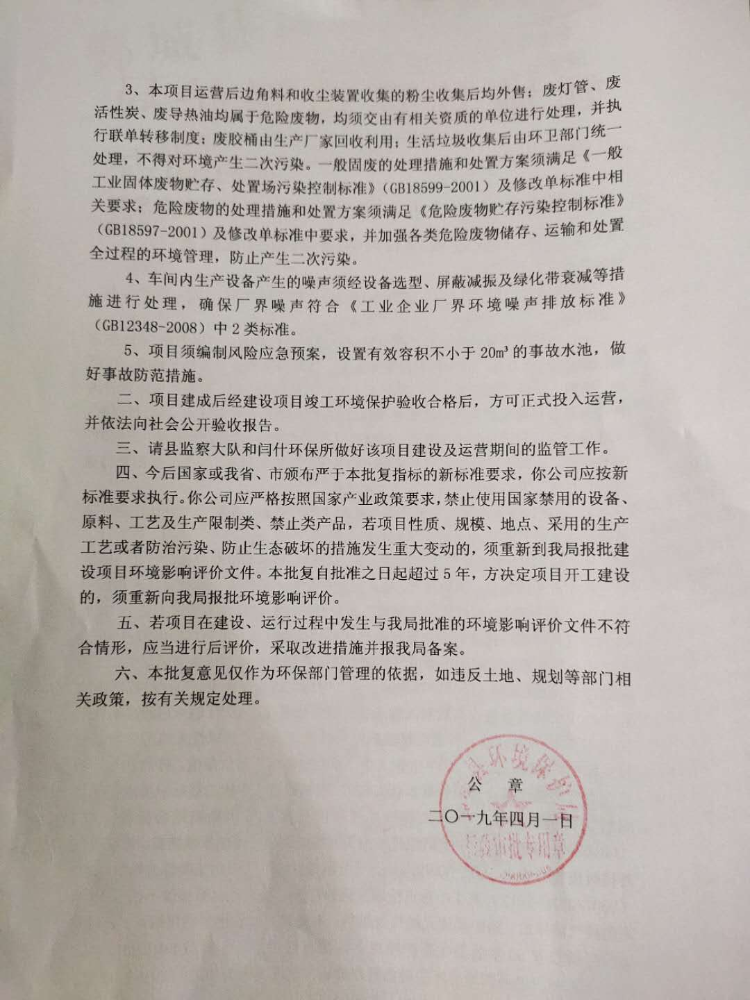 3、本项目运营后边角料和收尘装置收集的粉尘收集后均外售；废灯管、废
活性炭、废导热油均属于危险废物，均须交由有相关资质的单位进行处理，并执
行联单转移制度；废胶桶由生产厂家回收利用；生活垃圾收集后由环卫部门统一
处理，不得对环境产生二次污染。一般固废的处理措施和处置方案须满足《一般
工业固体废物贮存、处置场污染控制标准》（GB18599-2001）及修改单标准中相
关要求；危险废物的处理措施和处置方案须满足《危险废物贮存污染控制标准》
（GB18597-2001）及修改单标准中要求，并加强各类危险废物储存、运输和处置
全过程的环境管理，防止产生二次污染。
4、车间内生产设备产生的噪声须经设备选型、屏蔽减振及绿化带衰减等措
施进行处理，确保厂界噪声符合《工业企业厂界环境噪声排放标准》
（GB12348-2008）中2类标准。
5、项目须编制风险应急预案，设置有效容积不小于20m³的事故水池，做
好事故防范措施。
二、项目建成后经建设项目竣工环境保护验收合格后，方可正式投入运营，
并依法向社会公开验收报告。
三、请县监察大队和闫什环保所做好该项目建设及运营期间的监管工作。
四、今后国家或我省、市颁布严于本批复指标的新标准要求，你公司应按新
标准要求执行。你公司应严格按照国家产业政策要求，禁止使用国家禁用的设备、
原料、工艺及生产限制类、禁止类产品，若项目性质、规模、地点、采用的生产
工艺或者防治污染、防止生态破坏的措施发生重大变动的，须重新到我局报批建
设项目环境影响评价文件。本批复自批准之日起超过5年，方决定项目开工建设
的，须重新向我局报批环境影响评价。
五、若项目在建设、运行过程中发生与我局批准的环境影响评价文件不符
合情形，应当进行后评价，采取改进措施并报我局备案。
六、本批复意见仅作为环保部门管理的依据，如违反土地、规划等部门相
关政策，按有关规定处理。
县环境保护局
公 章
二〇一九年四月一日
审批专用章